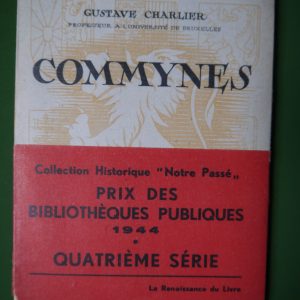 GUSTAVE CHARLIER
PROFESSEUR A L'UNIVERSITÉ DE BRUXELLES
COMMYNES
Collection Historique "Notre Passé„
PRIX DES
BIBLIOTHÈQUES PUBLIQUES
1944
•
QUATRIÈME SÉRIE
La Renaissance du Livre